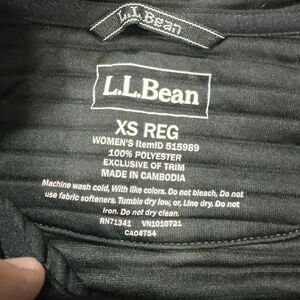 L.L.Bean
L.L.Bean
XS REG
WOMEN'S ItemID 515989
100% POLYESTER
EXCLUSIVE OF TRIM
MADE IN CAMBODIA
Machine wash cold, With like colors. Do not bleach, Do not
use fabric softeners. Tumble dry low, or, Line dry. Do not
iron. Do not dry clean.
RN71341 VN1010721
CA04754